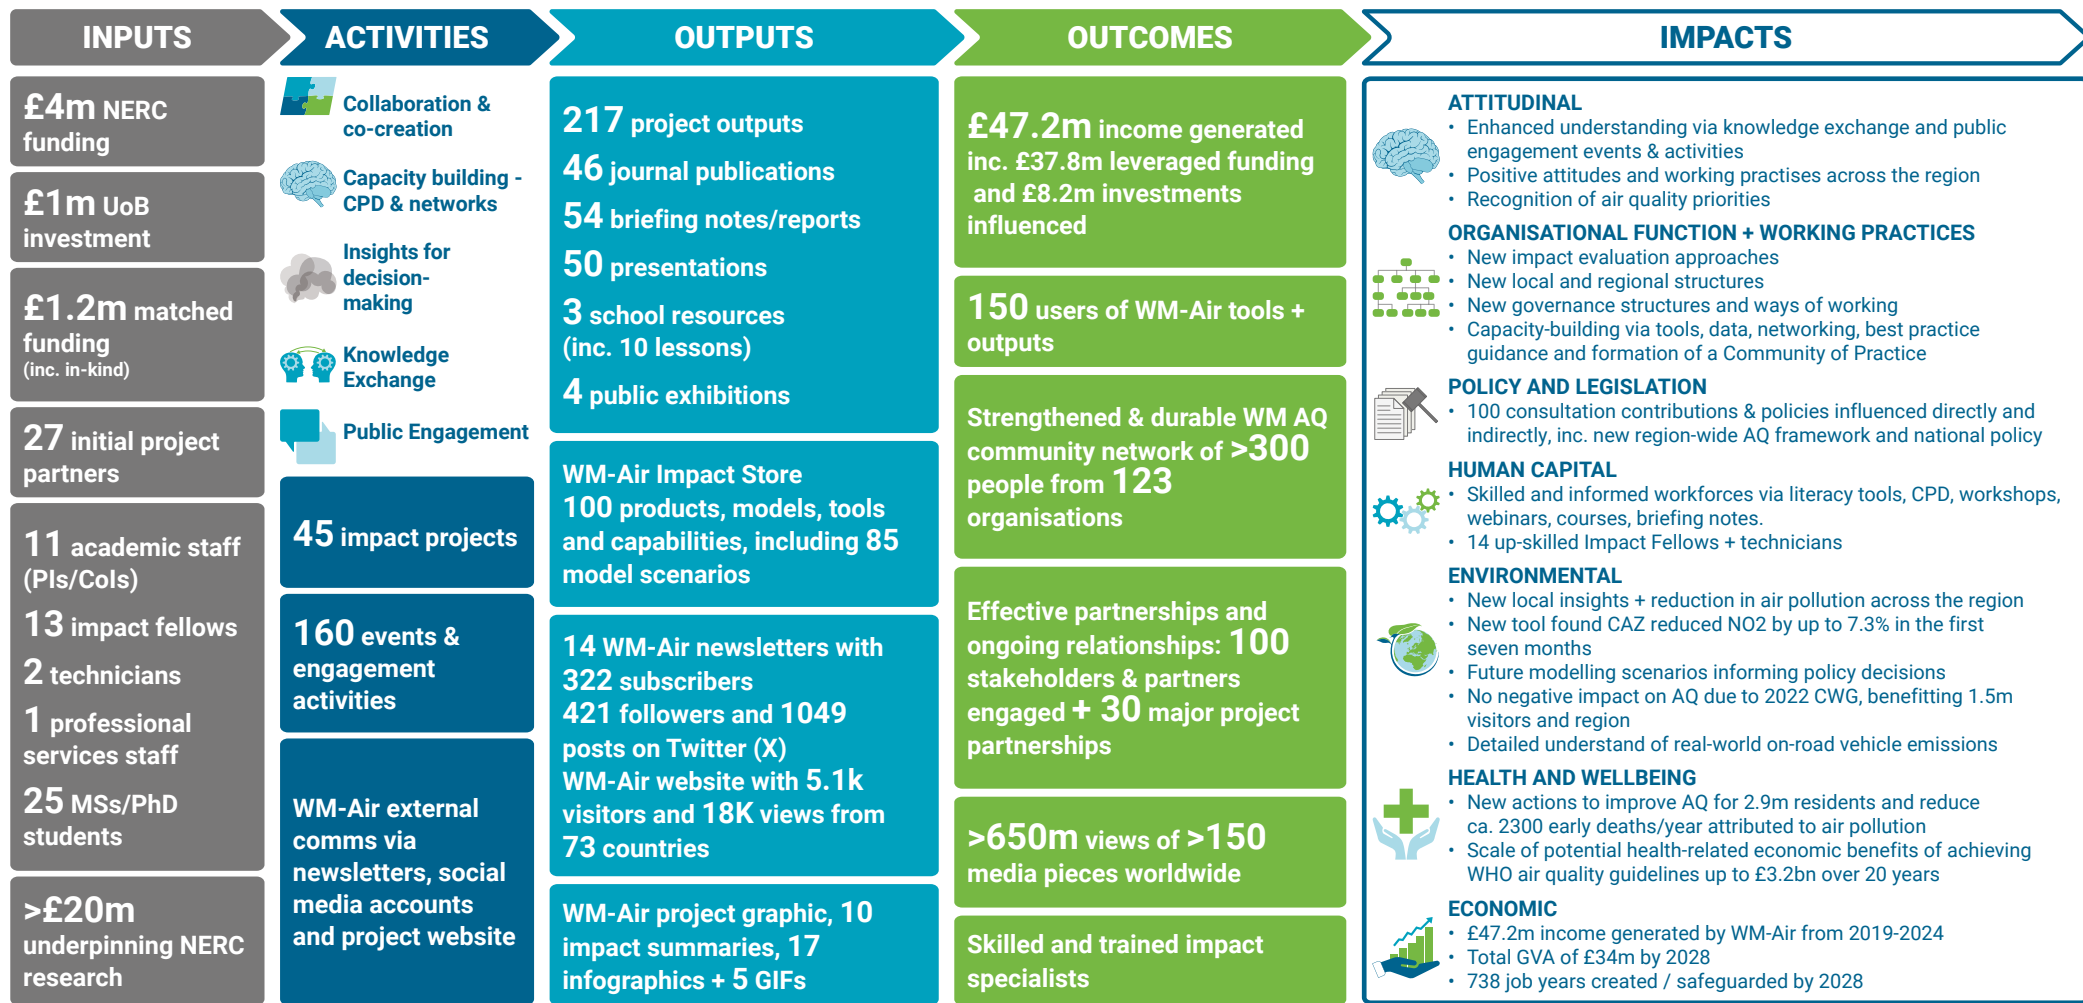 INPUTS
£4m NERC
funding
£1m UoB
investment
£1.2m matched
funding
(inc. in-kind)
27 initial project
partners
11 academic staff
(PIs/CoIs)
13 impact fellows
2 technicians
1 professional
services staff
25 MSs/PhD
students
>£20m
underpinning NERC
research
ACTIVITIES
Collaboration &
co-creation
Capacity building -
CPD & networks
Insights for
decision-
making
Knowledge
Exchange
Public Engagement
45 impact projects
160 events &
engagement
activities
WM-Air external
comms via
newsletters, social
media accounts
and project website
OUTPUTS
217 project outputs
46 journal publications
54 briefing notes/reports
50 presentations
3 school resources
(inc. 10 lessons)
4 public exhibitions
WM-Air Impact Store
100 products, models, tools
and capabilities, including 85
model scenarios
14 WM-Air newsletters with
322 subscribers
421 followers and 1049
posts on Twitter (X)
WM-Air website with 5.1k
visitors and 18K views from
73 countries
WM-Air project graphic, 10
impact summaries, 17
infographics + 5 GIFs
OUTCOMES
£47.2m income generated
inc. £37.8m leveraged funding
and £8.2m investments
influenced
150 users of WM-Air tools +
outputs
Strengthened & durable WM AQ
community network of >300
people from 123
organisations
Effective partnerships and
ongoing relationships: 100
stakeholders & partners
engaged + 30 major project
partnerships
>650m views of >150
media pieces worldwide
Skilled and trained impact
specialists
IMPACTS
ATTITUDINAL
• Enhanced understanding via knowledge exchange and public
engagement events & activities
• Positive attitudes and working practises across the region
• Recognition of air quality priorities
ORGANISATIONAL FUNCTION + WORKING PRACTICES
• New impact evaluation approaches
• New local and regional structures
• New governance structures and ways of working
• Capacity-building via tools, data, networking, best practice
guidance and formation of a Community of Practice
POLICY AND LEGISLATION
• 100 consultation contributions & policies influenced directly and
indirectly, inc. new region-wide AQ framework and national policy
HUMAN CAPITAL
• Skilled and informed workforces via literacy tools, CPD, workshops,
webinars, courses, briefing notes.
• 14 up-skilled Impact Fellows + technicians
ENVIRONMENTAL
• New local insights + reduction in air pollution across the region
• New tool found CAZ reduced NO2 by up to 7.3% in the first
seven months
• Future modelling scenarios informing policy decisions
• No negative impact on AQ due to 2022 CWG, benefitting 1.5m
visitors and region
• Detailed understand of real-world on-road vehicle emissions
HEALTH AND WELLBEING
• New actions to improve AQ for 2.9m residents and reduce
ca. 2300 early deaths/year attributed to air pollution
• Scale of potential health-related economic benefits of achieving
WHO air quality guidelines up to £3.2bn over 20 years
ECONOMIC
• £47.2m income generated by WM-Air from 2019-2024
• Total GVA of £34m by 2028
• 738 job years created / safeguarded by 2028